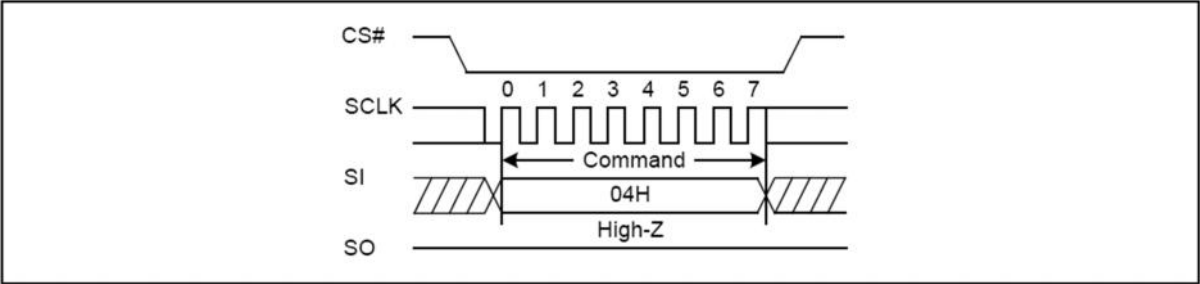 CS#
0 1 2 3 4 5 6 7
SCLK
Command
SI
04H
High-Z
SO